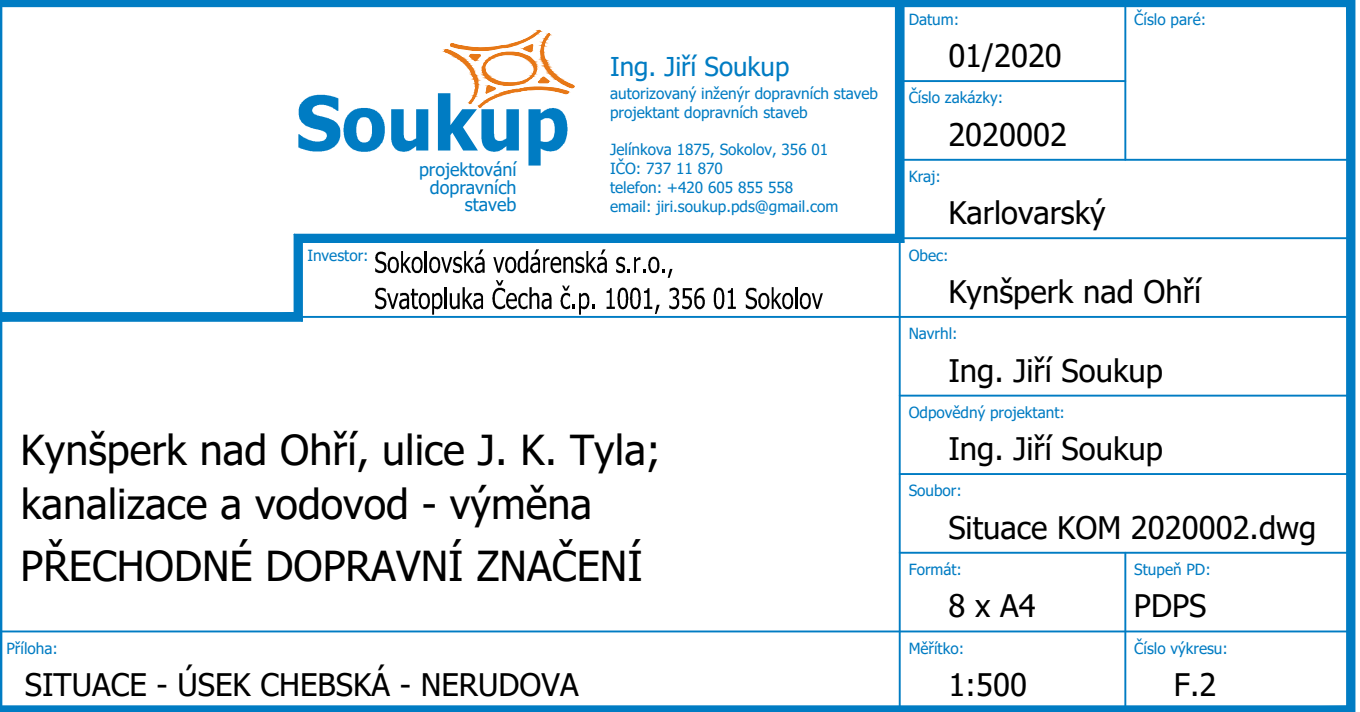 Soukup
projektování
dopravních
staveb
Ing. Jiří Soukup
autorizovaný inženýr dopravních staveb
projektant dopravních staveb
Jelínkova 1875, Sokolov, 356 01
IČO: 737 11 870
telefon: +420 605 855 558
email: jiri.soukup.pds@gmail.com
Datum:
01/2020
Číslo paré:
Číslo zakázky:
2020002
Kraj:
Karlovarský
Investor: Sokolovská vodárenská s.r.o.,
Svatopluka Čecha č.p. 1001, 356 01 Sokolov
Obec:
Kynšperk nad Ohří
Navrhl:
Ing. Jiří Soukup
Odpovědný projektant:
Ing. Jiří Soukup
Soubor:
Situace KOM 2020002.dwg
Kynšperk nad Ohří, ulice J. K. Tyla;
kanalizace a vodovod - výměna
PŘECHODNÉ DOPRAVNÍ ZNAČENÍ
Formát:
8 x A4
Stupeň PD:
PDPS
Příloha:
SITUACE - ÚSEK CHEBSKÁ - NERUDOVA
Měřítko:
1:500
Číslo výkresu:
F.2